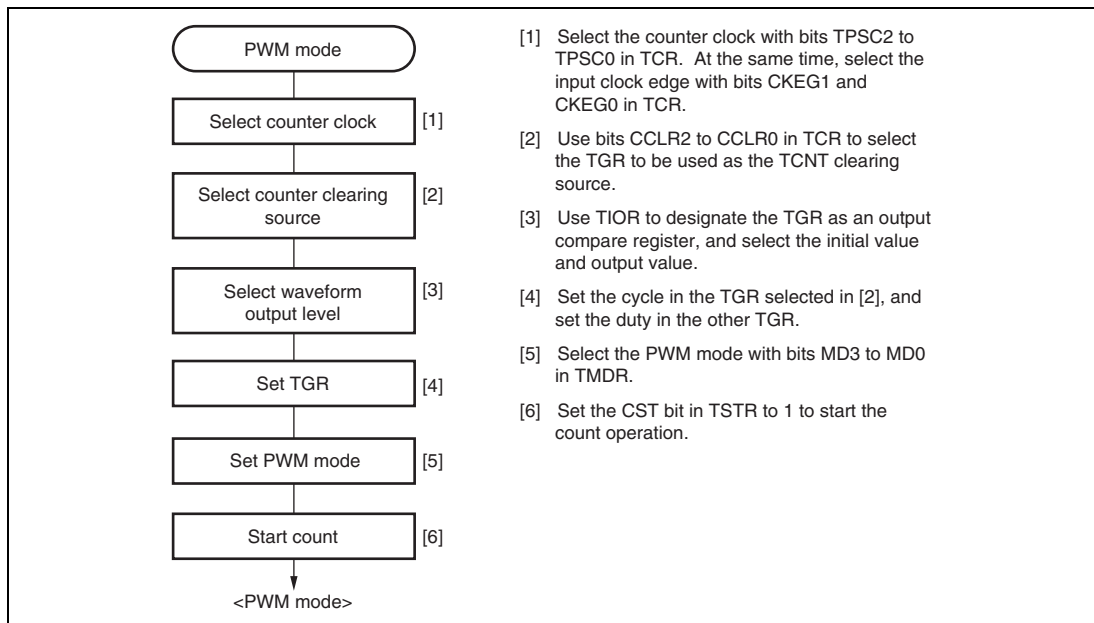 PWM mode
Select counter clock [1]
Select counter clearing
source [2]
Select waveform
output level [3]
Set TGR [4]
Set PWM mode [5]
Start count [6]
<PWM mode>
[1] Select the counter clock with bits TPSC2 to
TPSC0 in TCR. At the same time, select the
input clock edge with bits CKEG1 and
CKEG0 in TCR.
[2] Use bits CCLR2 to CCLR0 in TCR to select
the TGR to be used as the TCNT clearing
source.
[3] Use TIOR to designate the TGR as an output
compare register, and select the initial value
and output value.
[4] Set the cycle in the TGR selected in [2], and
set the duty in the other TGR.
[5] Select the PWM mode with bits MD3 to MD0
in TMDR.
[6] Set the CST bit in TSTR to 1 to start the
count operation.